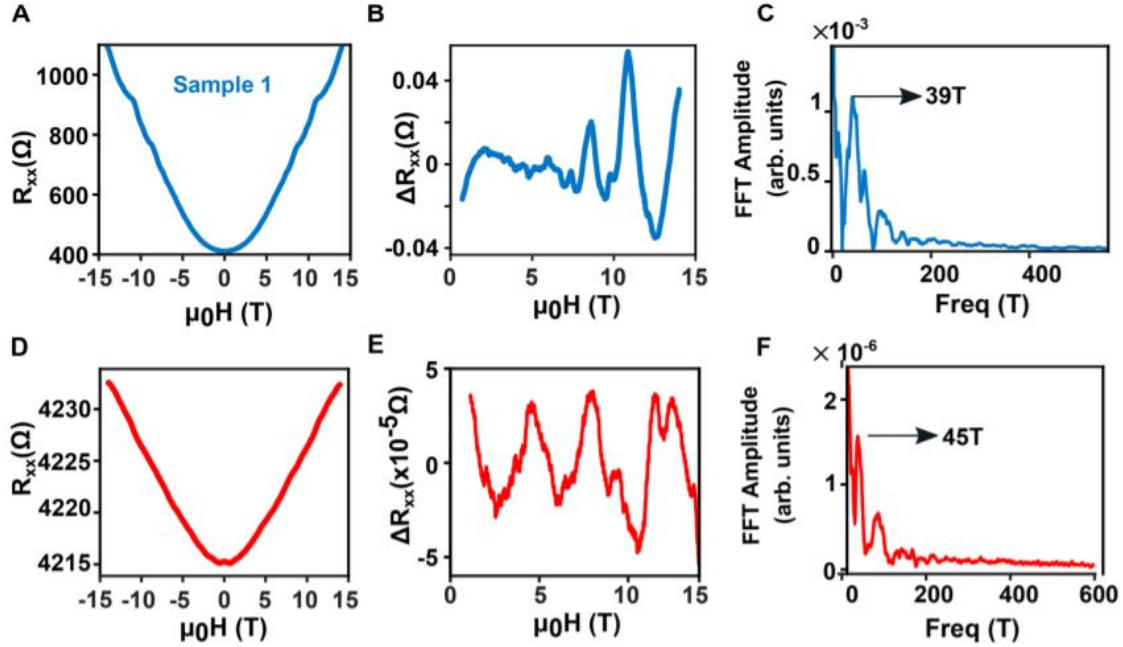 A
B
C
R_xx(Ω)
1000
800
600
400
Sample 1
-15 -10 -5 0 5 10 15
μ0H (T)
ΔR_xx(Ω)
0.04
0
-0.04
0 5 10 15
μ0H (T)
×10^-3
FFT Amplitude
(arb. units)
1
0.5
0
39T
0 200 400
Freq (T)
D
E
F
R_xx(Ω)
4230
4225
4220
4215
-15 -10 -5 0 5 10 15
μ0H (T)
ΔR_xx(x10^-5Ω)
5
0
-5
0 5 10 15
μ0H (T)
× 10^-6
FFT Amplitude
(arb. units)
2
1
0
45T
0 200 400 600
Freq (T)